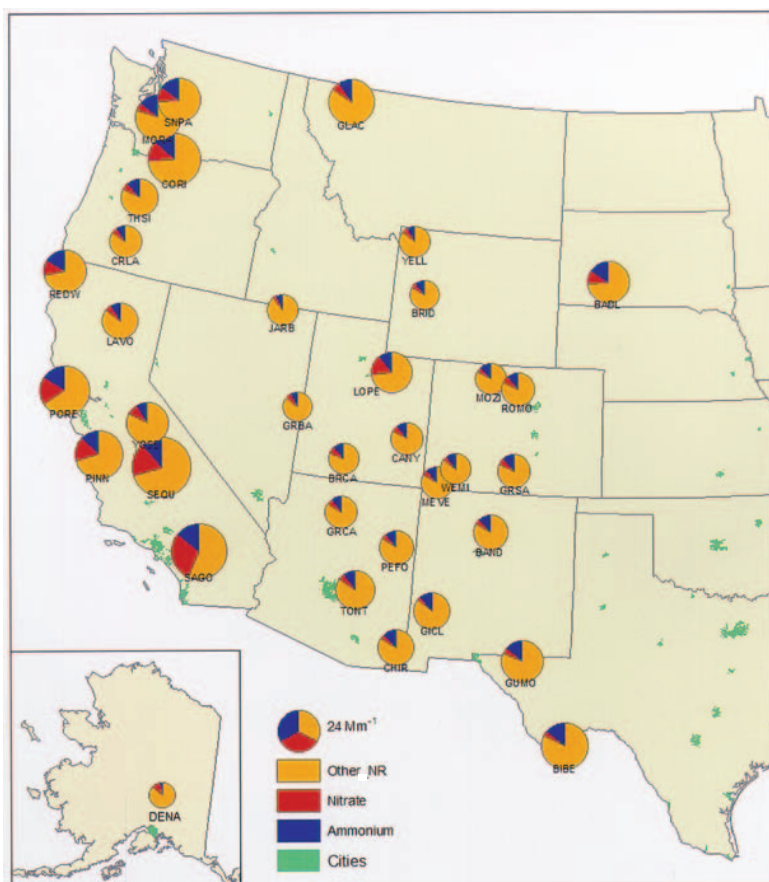 SNPA
MORA
GLAC
CORI
THSI
CRLA
YELL
REDW
BADL
BRID
JARB
LAVO
LOPE
MOZI
ROMO
PORE
GRBA
YOSE
CANY
PINN
BRCA
SEQU
WEMI
GRSA
MEVE
GRCA
BAND
PEFO
SAGO
TONT
GICL
CHIR
GUMO
24 Mm⁻¹
BIBE
Other_NR
Nitrate
DENA
Ammonium
Cities